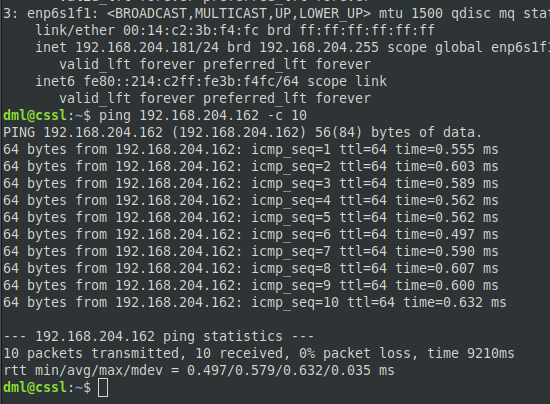 3: enp6s1f1: <BROADCAST,MULTICAST,UP,LOWER_UP> mtu 1500 qdisc mq
link/ether 00:14:c2:3b:f4:fc brd ff:ff:ff:ff:ff:ff
inet 192.168.204.181/24 brd 192.168.204.255 scope global enp6s1f1
valid_lft forever preferred_lft forever
inet6 fe80::214:c2ff:fe3b:f4fc/64 scope link
valid_lft forever preferred_lft forever
dml@cssl:~$ ping 192.168.204.162 -c 10
PING 192.168.204.162 (192.168.204.162) 56(84) bytes of data.
64 bytes from 192.168.204.162: icmp_seq=1 ttl=64 time=0.555 ms
64 bytes from 192.168.204.162: icmp_seq=2 ttl=64 time=0.603 ms
64 bytes from 192.168.204.162: icmp_seq=3 ttl=64 time=0.589 ms
64 bytes from 192.168.204.162: icmp_seq=4 ttl=64 time=0.562 ms
64 bytes from 192.168.204.162: icmp_seq=5 ttl=64 time=0.562 ms
64 bytes from 192.168.204.162: icmp_seq=6 ttl=64 time=0.497 ms
64 bytes from 192.168.204.162: icmp_seq=7 ttl=64 time=0.590 ms
64 bytes from 192.168.204.162: icmp_seq=8 ttl=64 time=0.607 ms
64 bytes from 192.168.204.162: icmp_seq=9 ttl=64 time=0.600 ms
64 bytes from 192.168.204.162: icmp_seq=10 ttl=64 time=0.632 ms
--- 192.168.204.162 ping statistics ---
10 packets transmitted, 10 received, 0% packet loss, time 9210ms
rtt min/avg/max/mdev = 0.497/0.579/0.632/0.035 ms
dml@cssl:~$